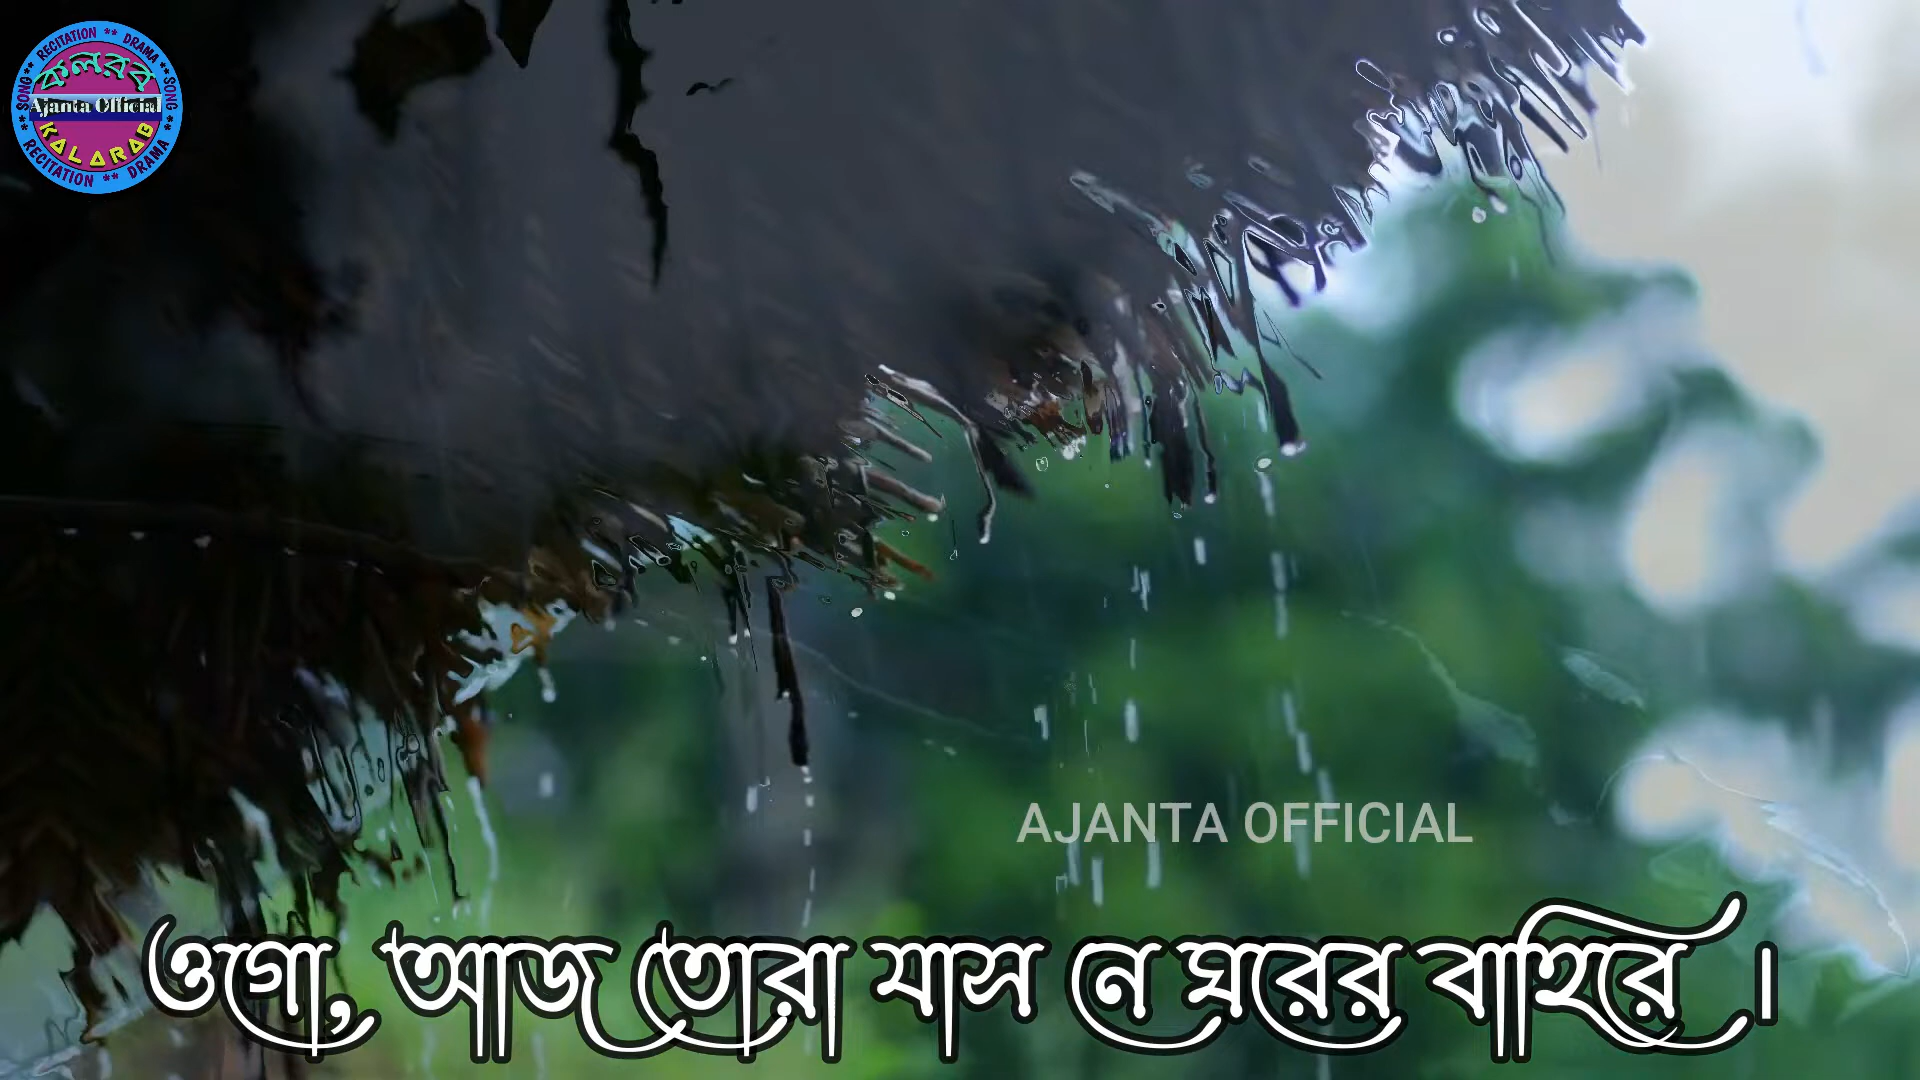 SONG ** RECITATION ** DRAMA ** SONG
কলরব
Ajanta Official
KALARAB
** RECITATION ** DRAMA **
AJANTA OFFICIAL
ওগো, আজ তোরা যাস নে ঘরের বাহিরে ।